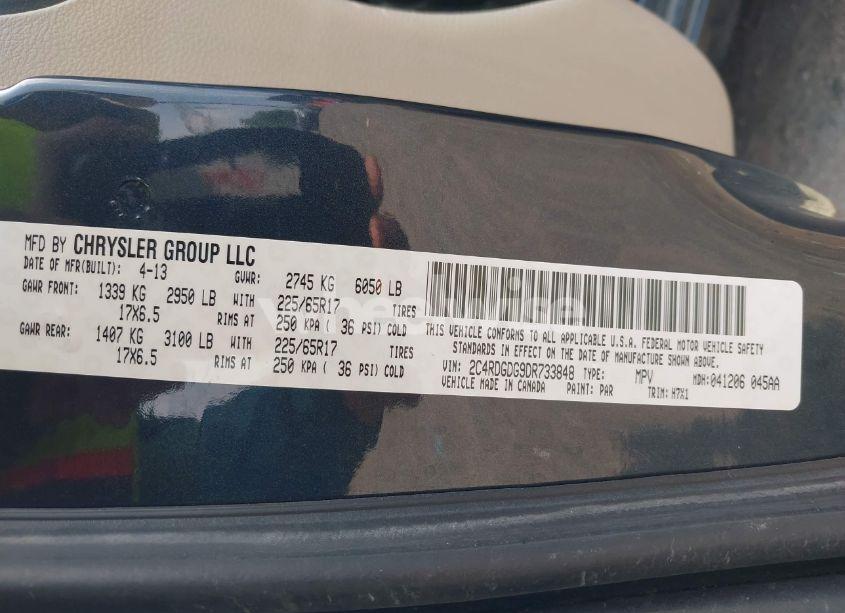 MFD BY CHRYSLER GROUP LLC
DATE OF MFR(BUILT): 4-13 GVWR: 2745 KG 6050 LB
GAWR FRONT: 1339 KG 2950 LB WITH 225/65R17 TIRES
17X6.5 RIMS AT 250 KPA ( 36 PSI) COLD
GAWR REAR: 1407 KG 3100 LB WITH 225/65R17 TIRES
17X6.5 RIMS AT 250 KPA ( 36 PSI) COLD
THIS VEHICLE CONFORMS TO ALL APPLICABLE U.S.A. FEDERAL MOTOR VEHICLE SAFETY
STANDARDS IN EFFECT ON THE DATE OF MANUFACTURE SHOWN ABOVE.
VIN: 2C4RDGDG9DR733848 TYPE: MPV MDH: 041206 045AA
VEHICLE MADE IN CANADA PAINT: PAR TRIM: H7X1